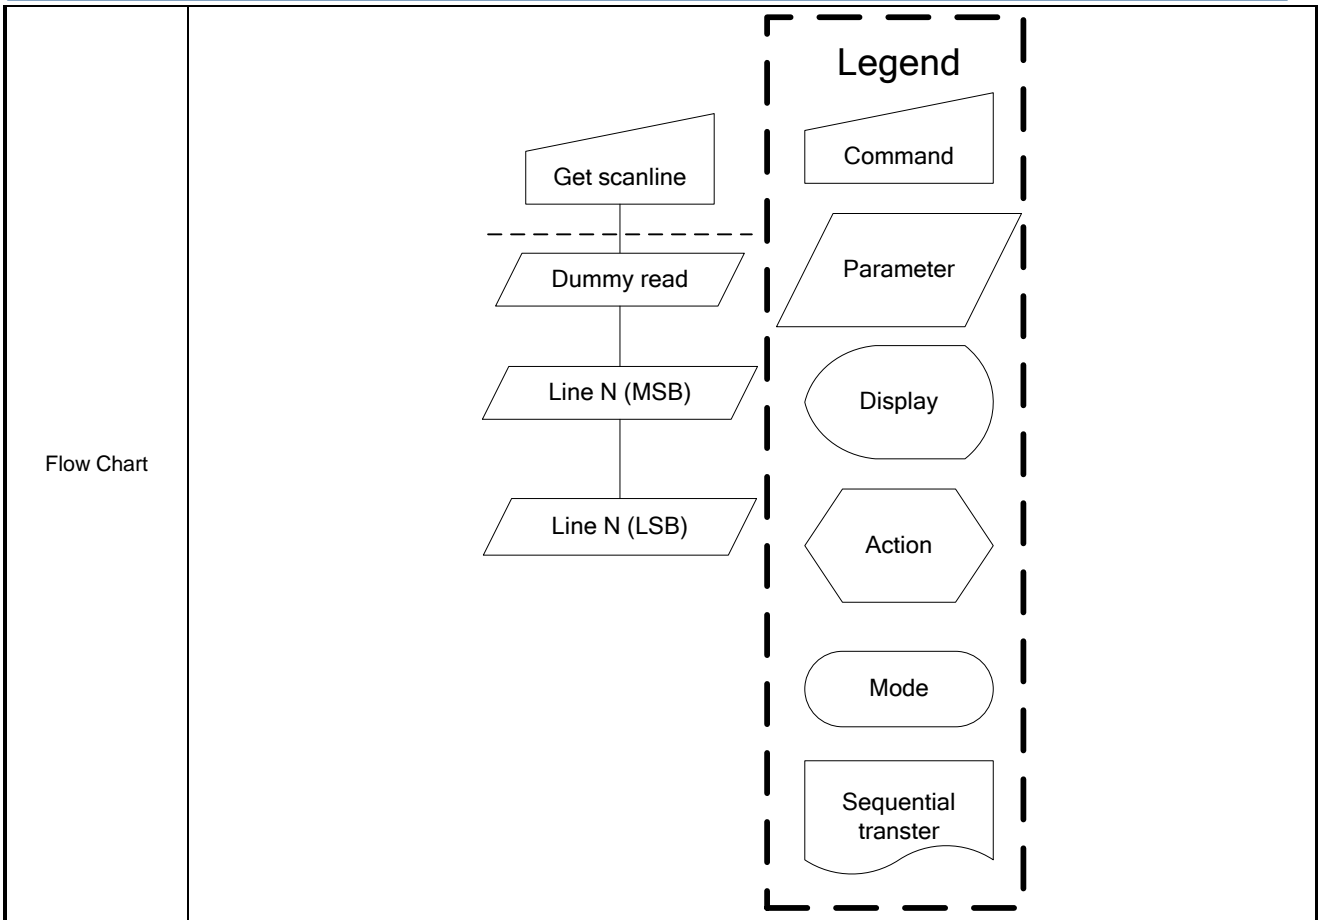 Flow Chart
Get scanline
Dummy read
Line N (MSB)
Line N (LSB)
Legend
Command
Parameter
Display
Action
Mode
Sequential
transter